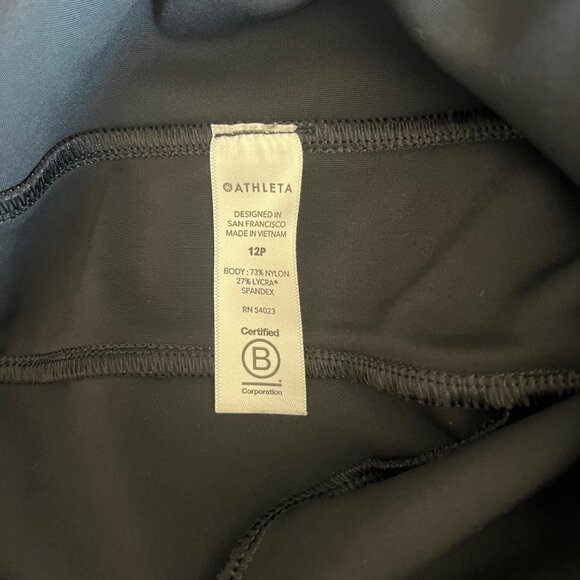 ATHLETA
DESIGNED IN
SAN FRANCISCO
MADE IN VIETNAM
12P
BODY : 73% NYLON
27% LYCRA®
SPANDEX
RN 54023
Certified
B
Corporation